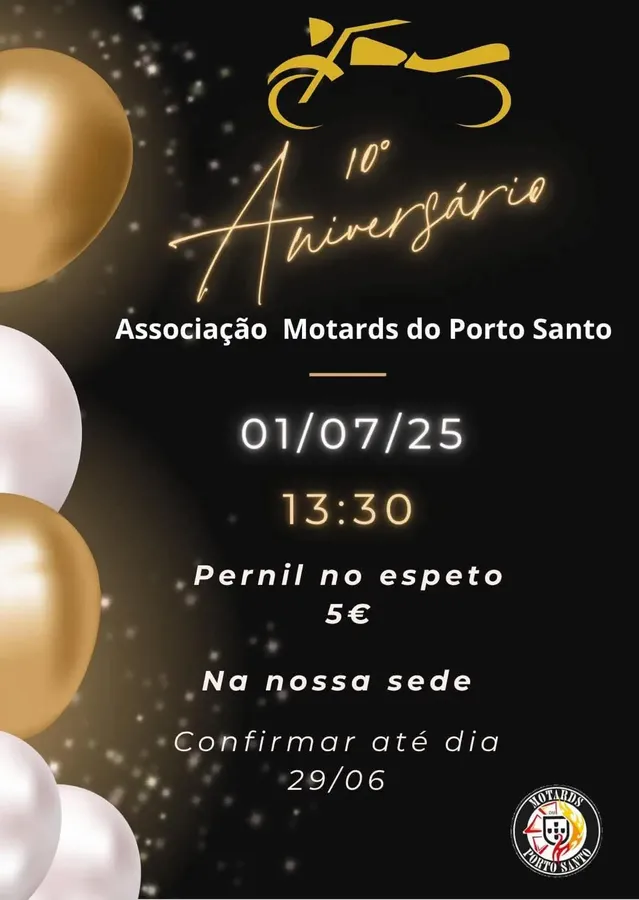 10º
Aniversário
Associação Motards do Porto Santo
01/07/25
13:30
Pernil no espeto
5€
Na nossa sede
Confirmar até dia
29/06
MOTARDS
PORTO SANTO